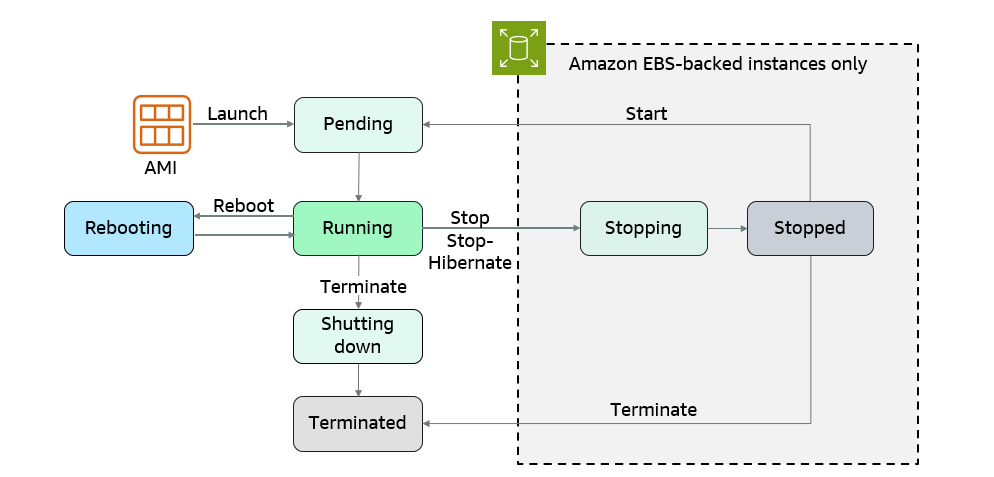 Amazon EBS-backed instances only
Launch
Pending
Start
AMI
Rebooting
Reboot
Running
Stop
Stop-
Hibernate
Stopping
Stopped
Terminate
Shutting
down
Terminated
Terminate